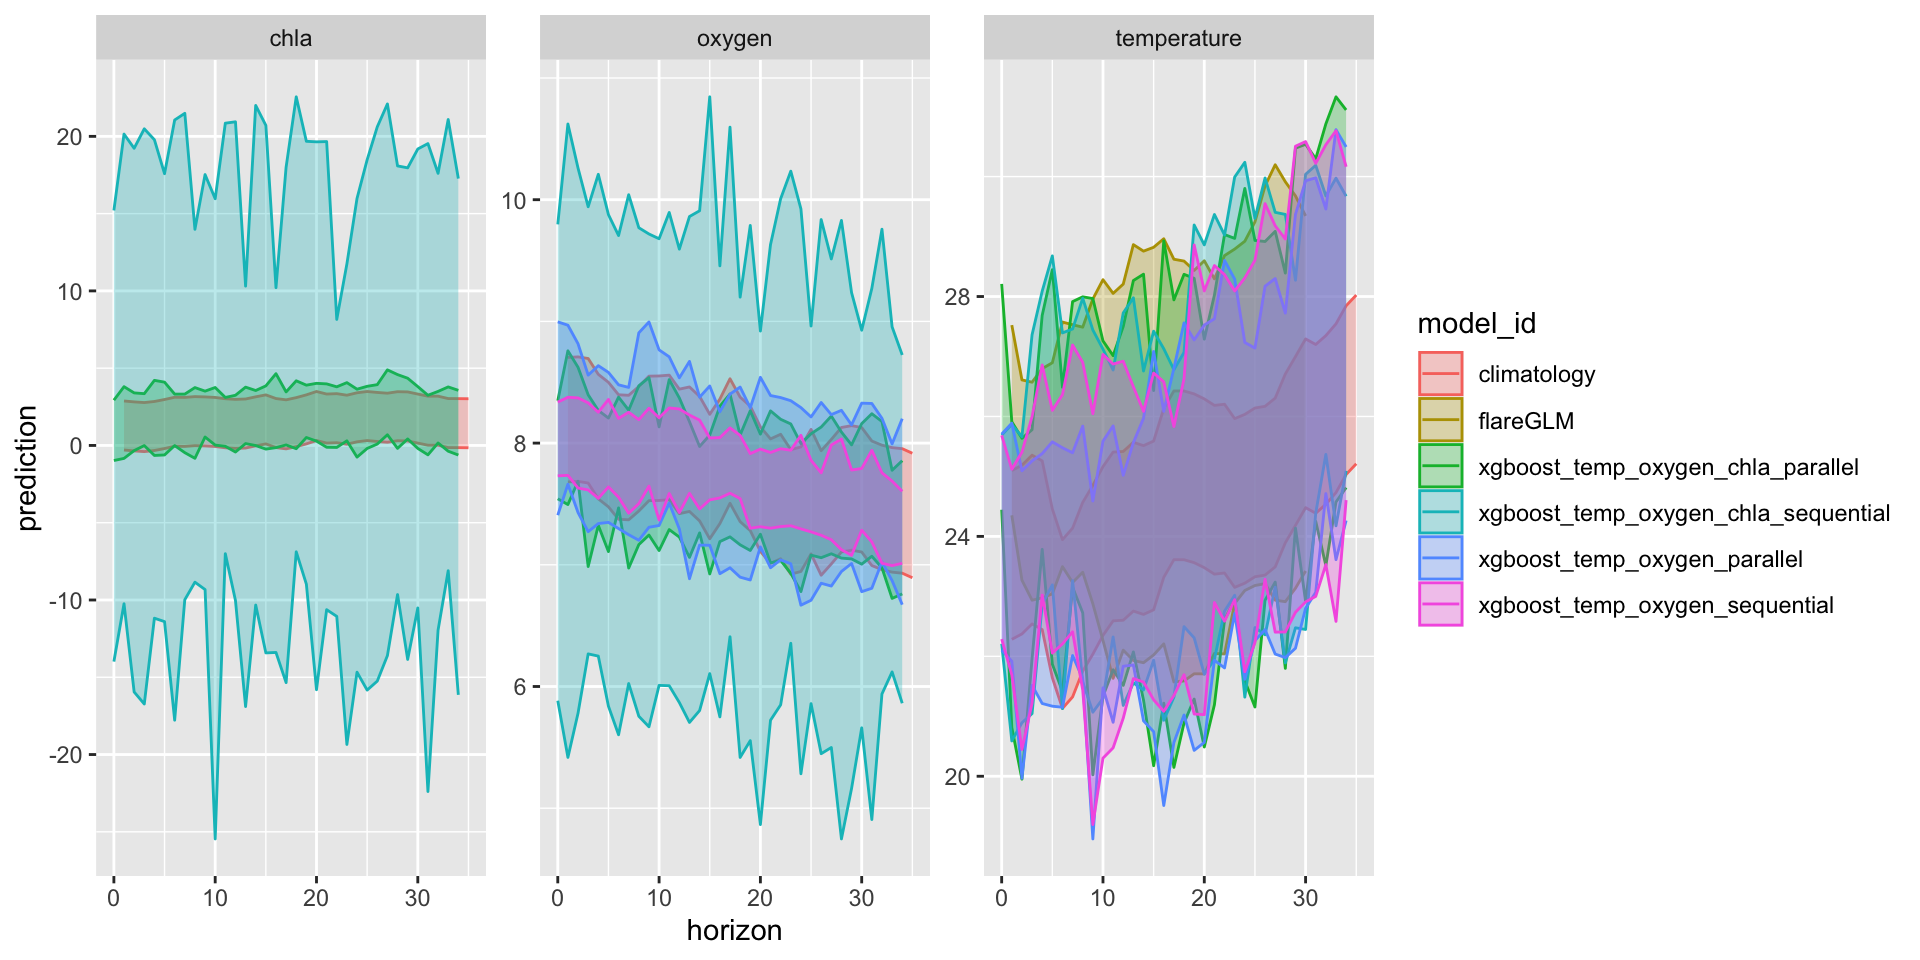 chla
oxygen
temperature
prediction
20
10
0
-10
-20
10
8
6
28
24
20
0 10 20 30
0 10 20 30
0 10 20 30
horizon
model_id
climatology
flareGLM
xgboost_temp_oxygen_chla_parallel
xgboost_temp_oxygen_chla_sequential
xgboost_temp_oxygen_parallel
xgboost_temp_oxygen_sequential